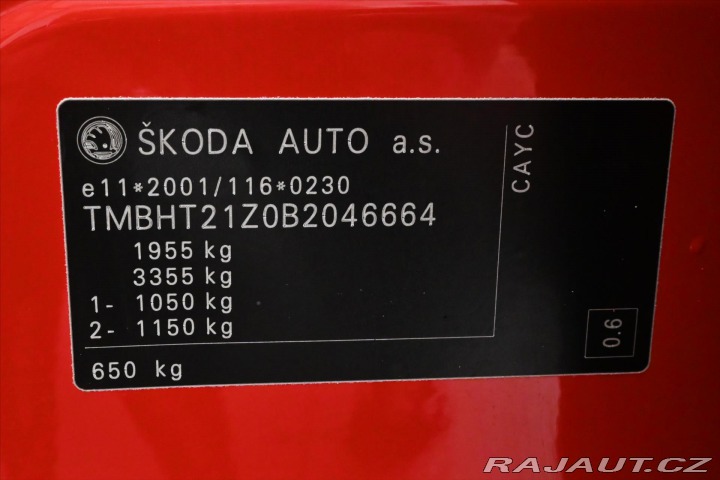 ŠKODA AUTO a.s.
e11*2001/116*0230
TMBHT21Z0B2046664
1955 kg
3355 kg
1- 1050 kg
2- 1150 kg
650 kg
CAYC
0.6
RAJAUT.CZ